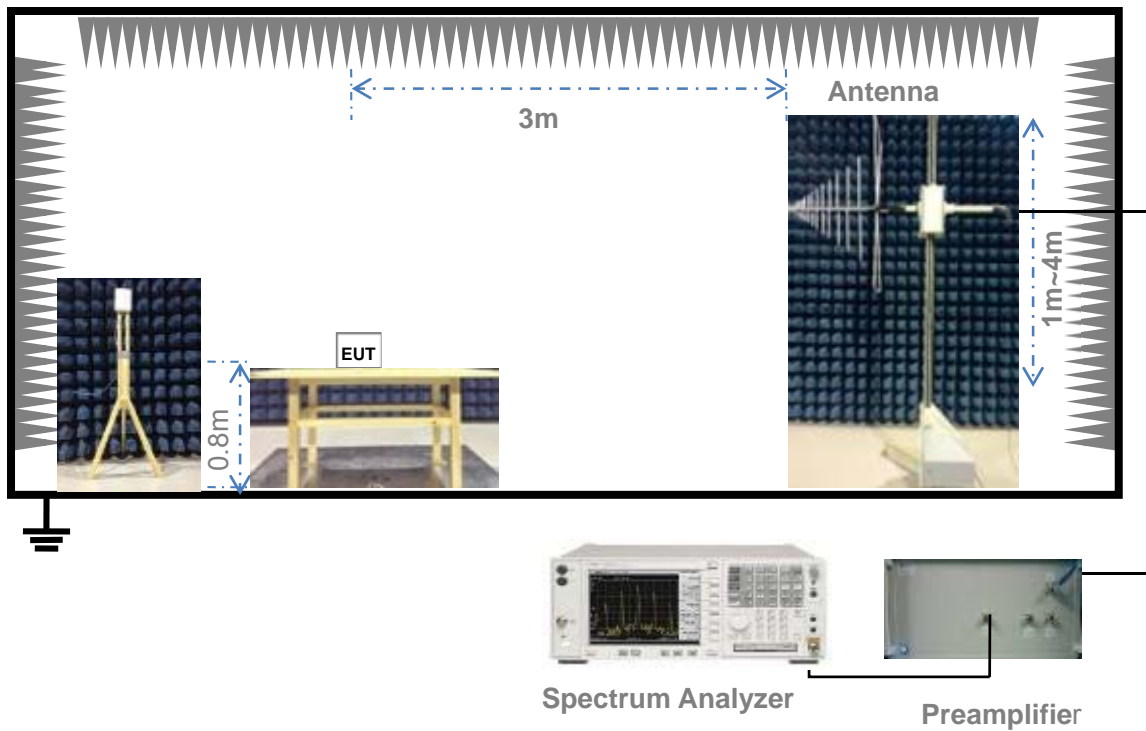 Antenna
3m
1m~4m
EUT
0.8m
Spectrum Analyzer
Preamplifier